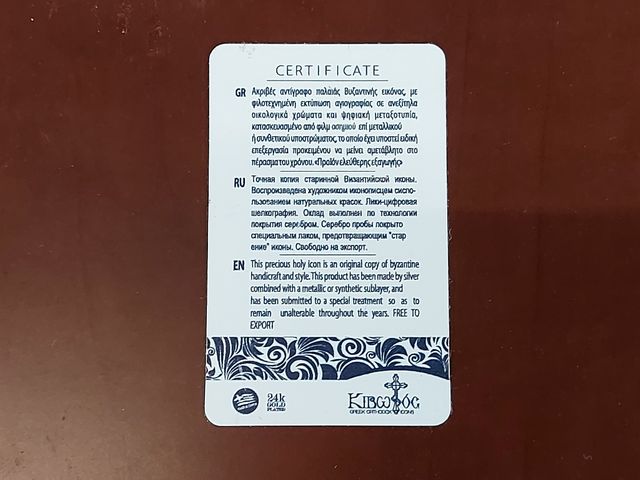 CERTIFICATE
GR Ακριβές αντίγραφο παλαιάς Βυζαντινής εικόνας, με
φιλοτεχνημένη εκτύπωση αγιογραφίας σε ανεξίτηλα
οικολογικά χρώματα και ψηφιακή μεταξοτυπία,
κατασκευασμένο από φιλμ ασημιού επί μεταλλικού
ή συνθετικού υποστρώματος, το οποίο έχει υποστεί ειδική
επεξεργασία προκειμένου να μείνει αμετάβλητο στο
πέρασμα του χρόνου. «Προϊόν ελεύθερης εξαγωγής»
RU Точная копия старинной Византийской иконы.
Воспроизведена художником иконописцем сиспо-
льзованием натуральных красок. Лики-цифровая
шелкография. Оклад выполнен по технологии
покрытия серебром. Серебро пробы покрыто
специальным лаком, предотвращающим "стар
ение" иконы. Свободно на экспорт.
EN This precious holy icon is an original copy of byzantine
handicraft and style. This product has been made by silver
combined with a metallic or synthetic sublayer, and
has been submitted to a special treatment so as to
remain unalterable throughout the years. FREE TO
EXPORT
24k
GOLD
PLATED
Κιβωτός
GREEK ORTHODOX ICONS